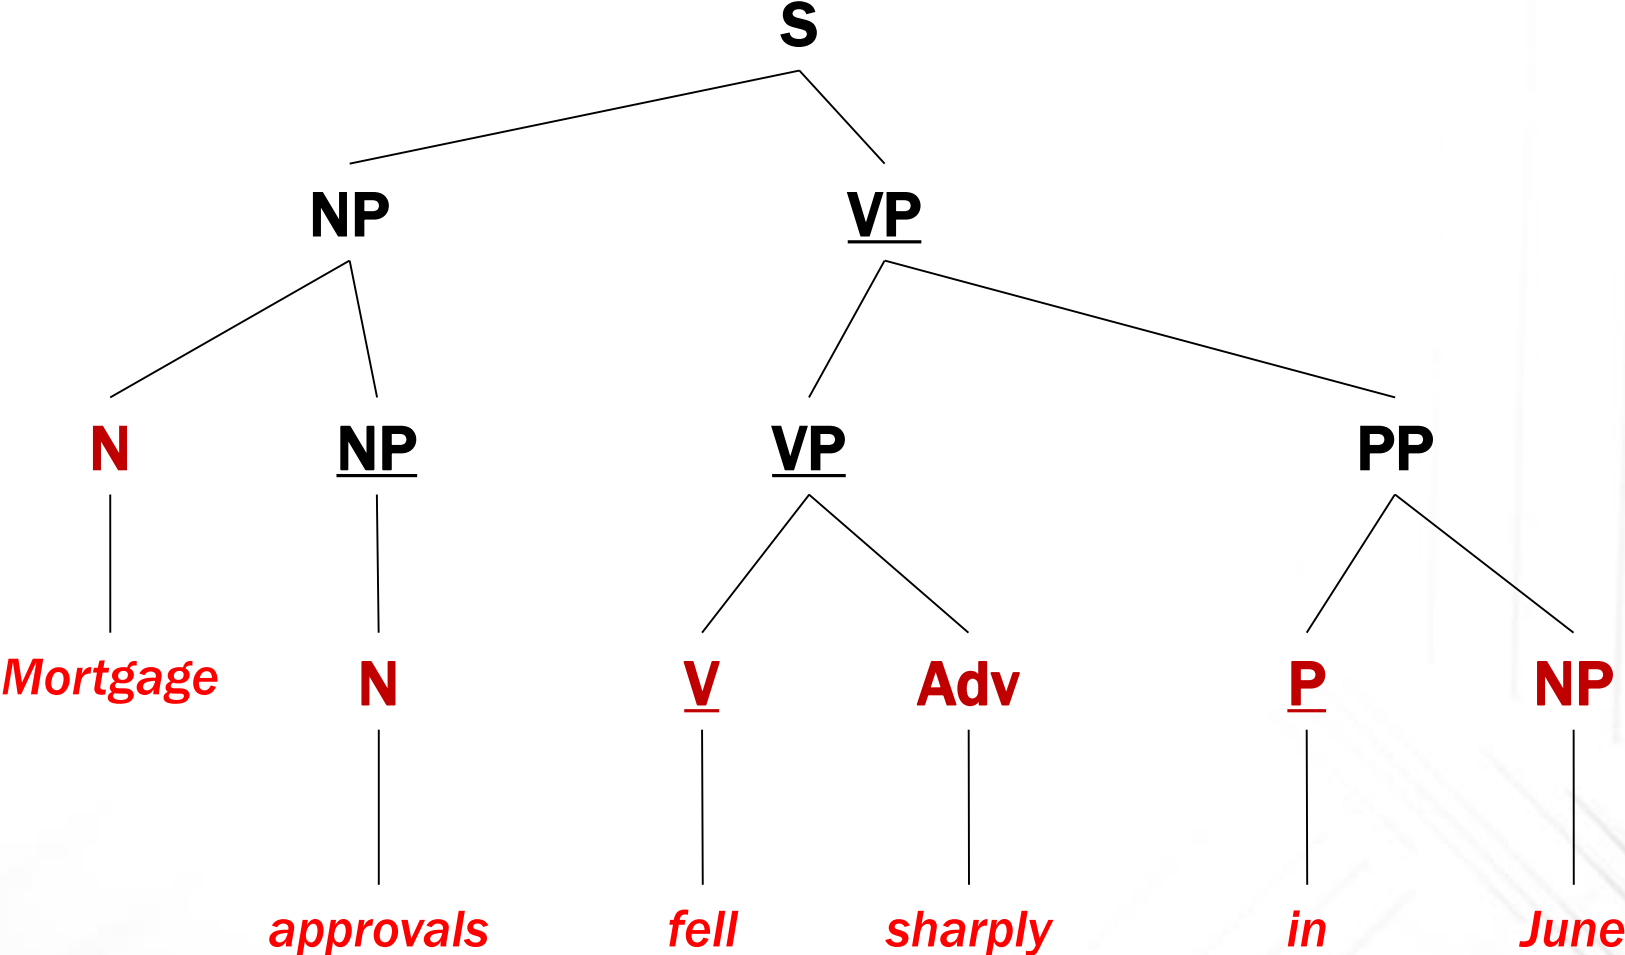 S
NP VP
N NP VP PP
Mortgage N V Adv P NP
approvals fell sharply in June